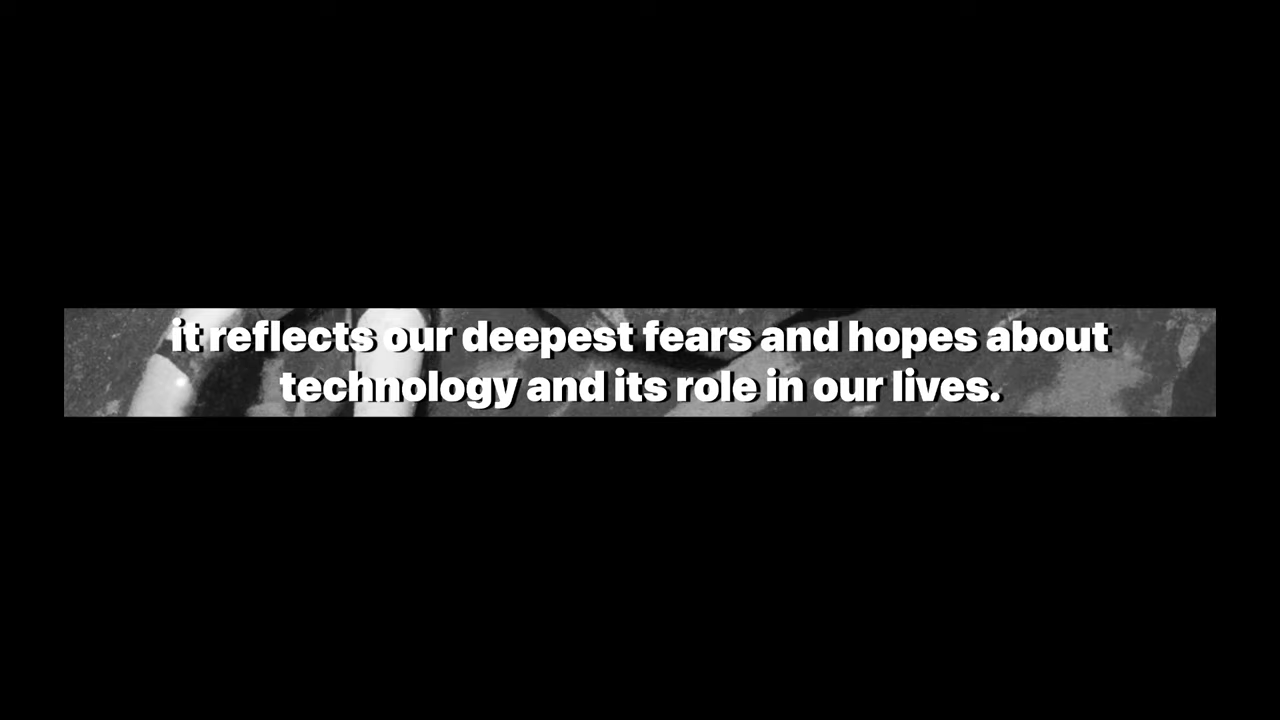 it reflects our deepest fears and hopes about
technology and its role in our lives.